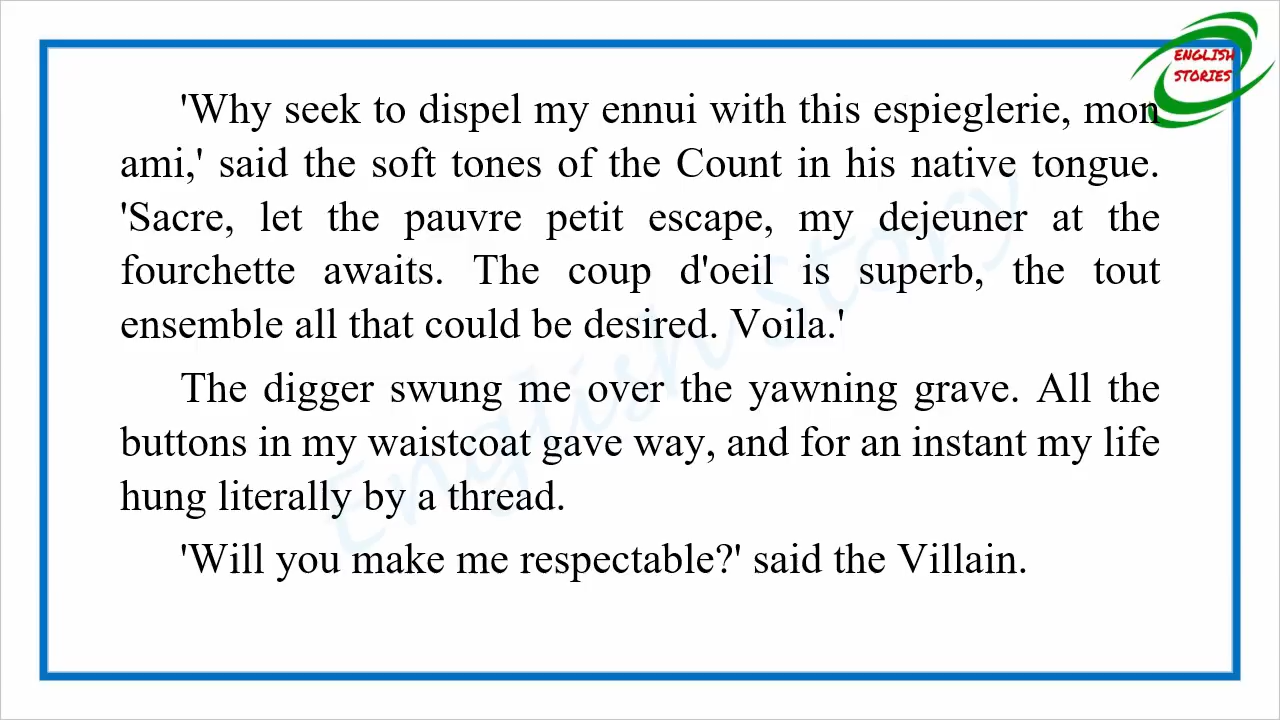 ENGLISH
STORIES
'Why seek to dispel my ennui with this espieglerie, mon
ami,' said the soft tones of the Count in his native tongue.
'Sacre, let the pauvre petit escape, my dejeuner at the
fourchette awaits. The coup d'oeil is superb, the tout
ensemble all that could be desired. Voila.'
The digger swung me over the yawning grave. All the
buttons in my waistcoat gave way, and for an instant my life
hung literally by a thread.
'Will you make me respectable?' said the Villain.
English Story